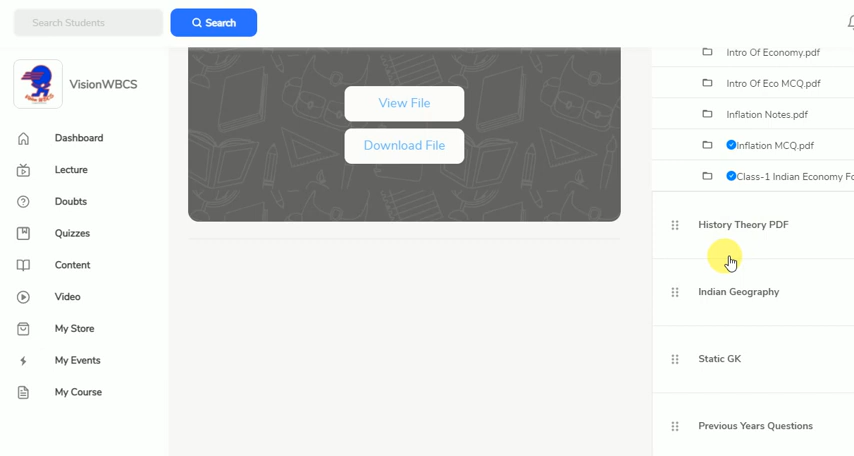 Search Students
Search
VisionWBCS
Dashboard
Lecture
Doubts
Quizzes
Content
Video
My Store
My Events
My Course
View File
Download File
Intro Of Economy.pdf
Intro Of Eco MCQ.pdf
Inflation Notes.pdf
Inflation MCQ.pdf
Class-1 Indian Economy Fo
History Theory PDF
Indian Geography
Static GK
Previous Years Questions